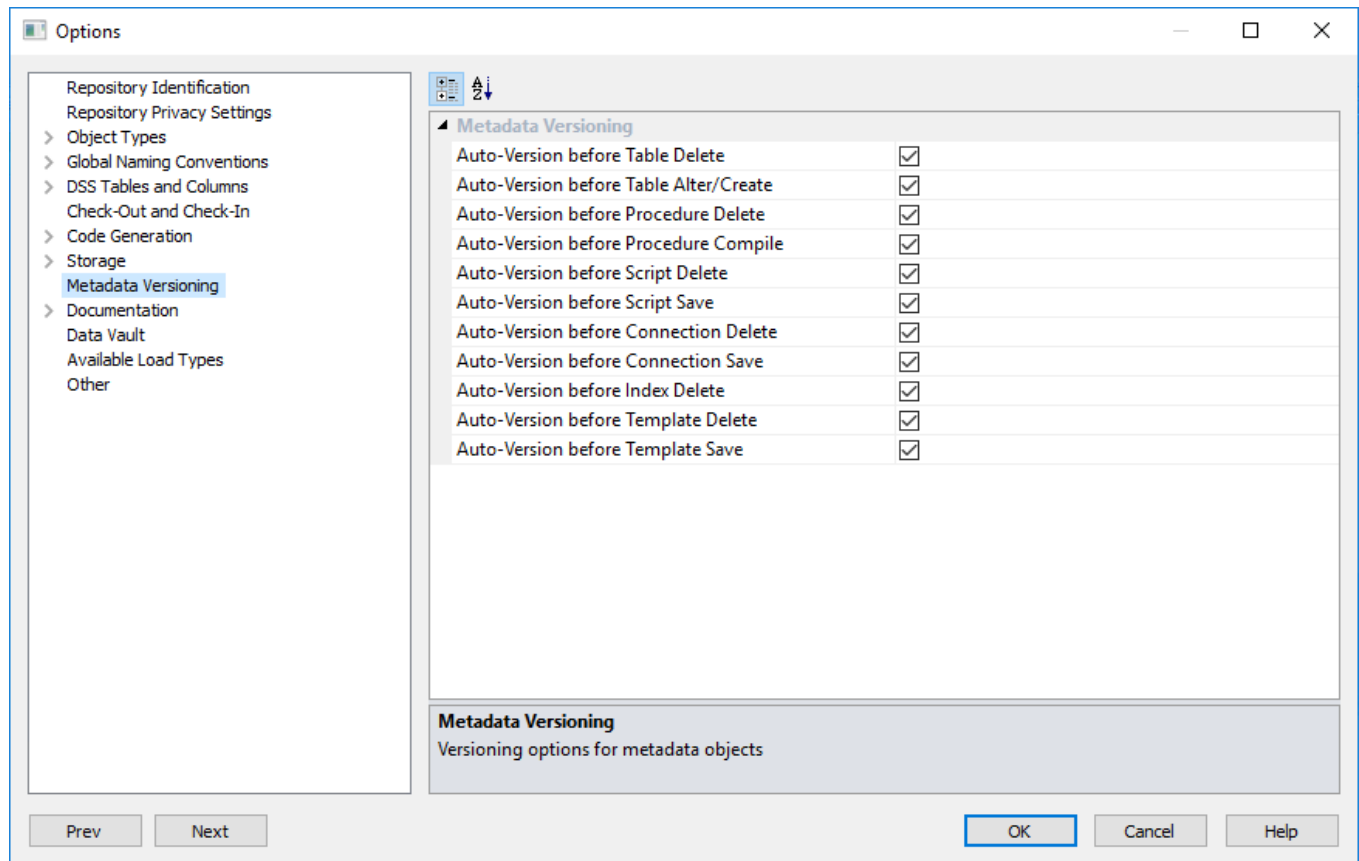 Options
Repository Identification
Repository Privacy Settings
Object Types
Global Naming Conventions
DSS Tables and Columns
Check-Out and Check-In
Code Generation
Storage
Metadata Versioning
Documentation
Data Vault
Available Load Types
Other
A
Z
Metadata Versioning
Auto-Version before Table Delete
Auto-Version before Table Alter/Create
Auto-Version before Procedure Delete
Auto-Version before Procedure Compile
Auto-Version before Script Delete
Auto-Version before Script Save
Auto-Version before Connection Delete
Auto-Version before Connection Save
Auto-Version before Index Delete
Auto-Version before Template Delete
Auto-Version before Template Save
Metadata Versioning
Versioning options for metadata objects
Prev Next OK Cancel Help